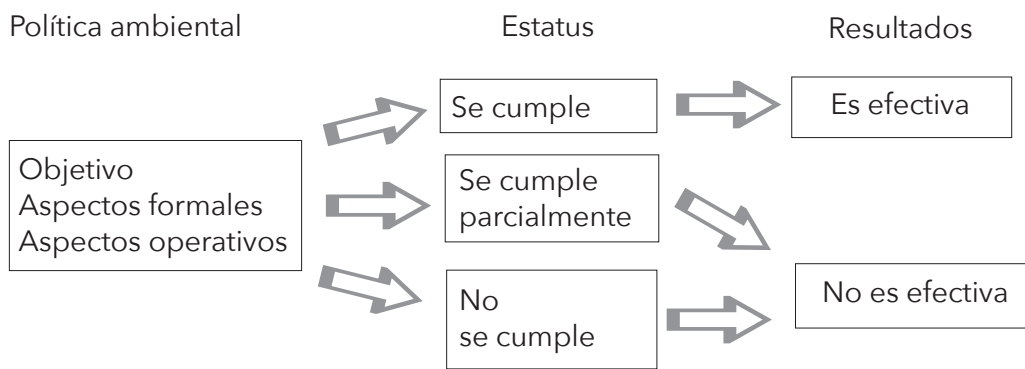 Política ambiental
Estatus
Resultados
Objetivo
Aspectos formales
Aspectos operativos
Se cumple
Se cumple
parcialmente
No
se cumple
Es efectiva
No es efectiva